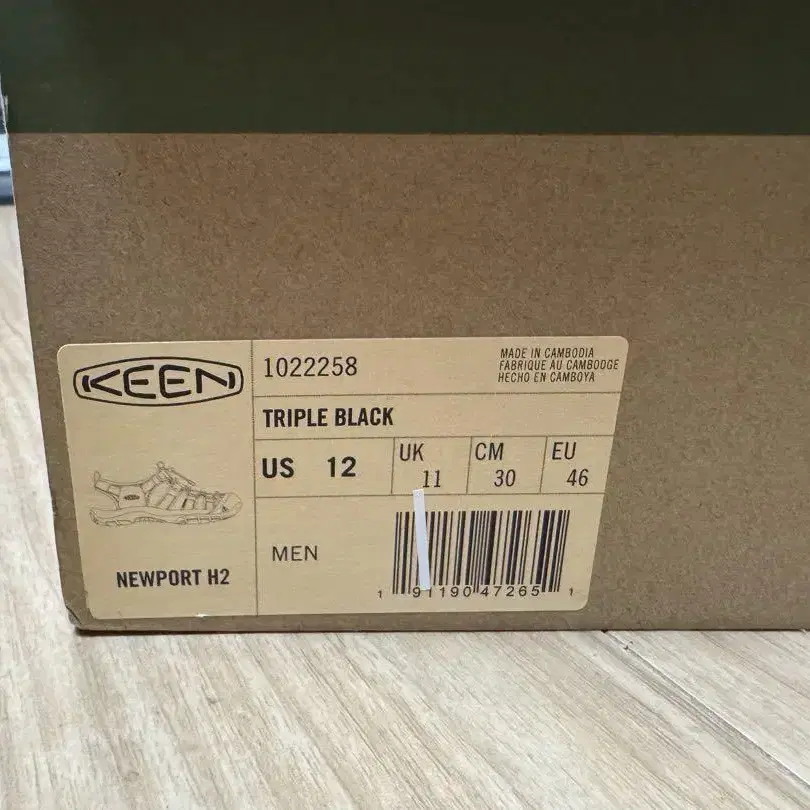 KEEN
1022258
MADE IN CAMBODIA
FABRIQUE AU CAMBODGE
HECHO EN CAMBOYA
TRIPLE BLACK
US 12
UK 11
CM 30
EU 46
MEN
NEWPORT H2
1 91190 47265 1